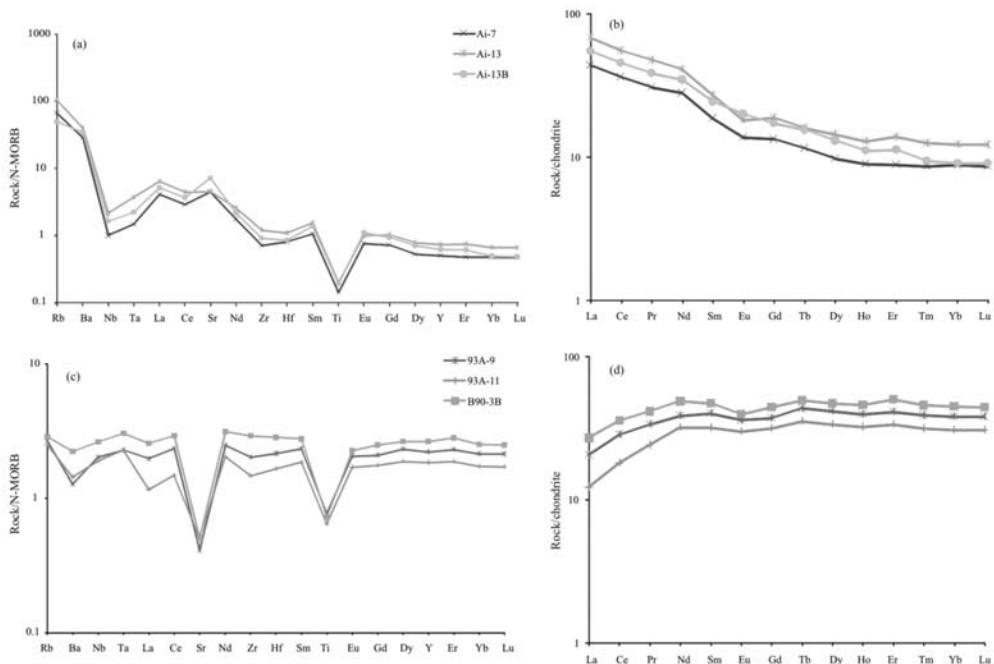 (a)
Rock/N-MORB
1000
100
10
1
0.1
Ai-7
Ai-13
Ai-13B
Rb Ba Nb Ta La Ce Sr Nd Zr Hf Sm Ti Eu Gd Dy Y Er Yb Lu
(b)
Rock/chondrite
100
10
1
La Ce Pr Nd Sm Eu Gd Tb Dy Ho Er Tm Yb Lu
(c)
Rock/N-MORB
10
1
0.1
93A-9
93A-11
B90-3B
Rb Ba Nb Ta La Ce Sr Nd Zr Hf Sm Ti Eu Gd Dy Y Er Yb Lu
(d)
Rock/chondrite
100
10
1
La Ce Pr Nd Sm Eu Gd Tb Dy Ho Er Tm Yb Lu